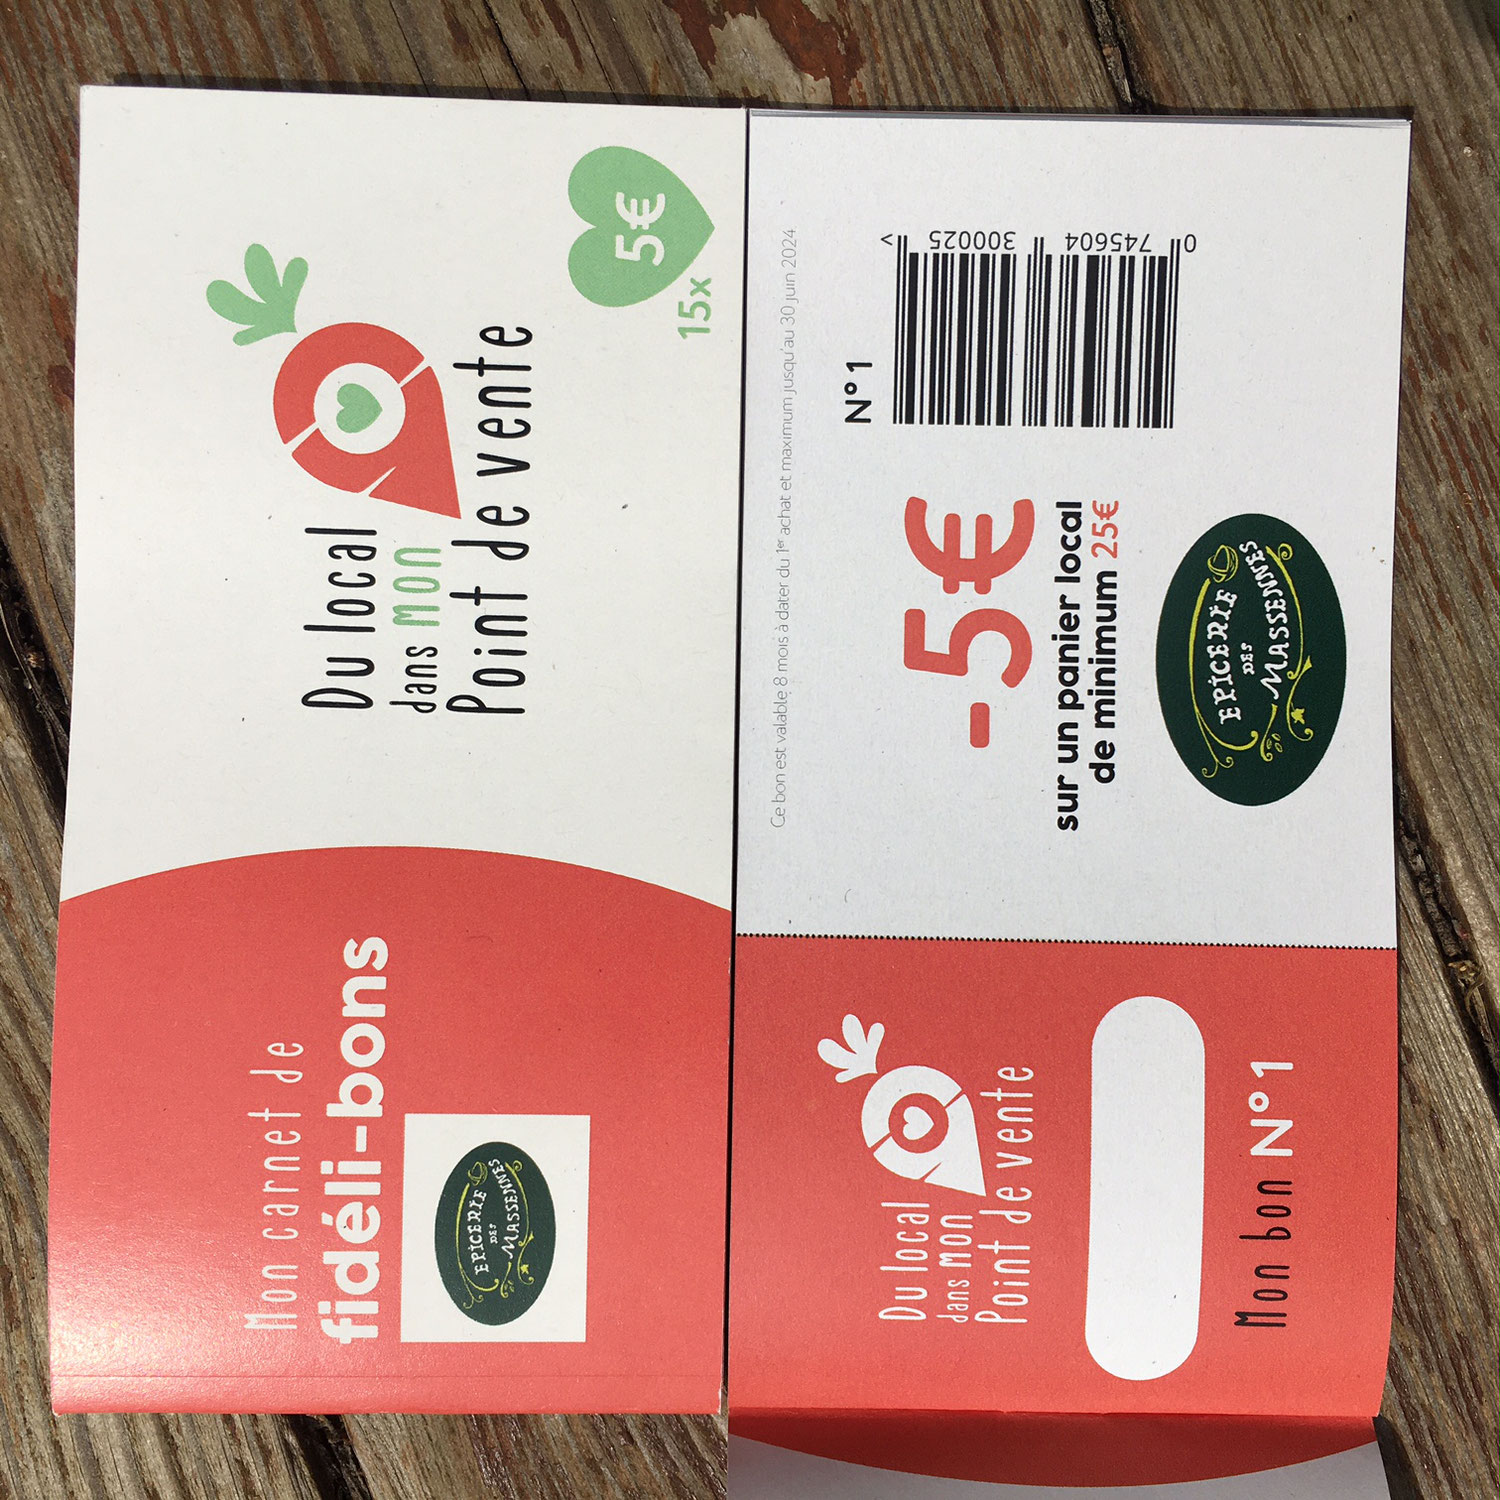 Du local
dans mon
Point de vente
15x
5€
Mon carnet de
fidéli-bons
EPICERIE
DES
MASSENNES
Ce bon est valable 8 mois à dater du 1er achat et maximum jusqu'au 30 juin 2024
N°1
0 745604 300025 >
- 5€
sur un panier local
de minimum 25€
EPICERIE
DES
MASSENNES
Du local
dans mon
Point de vente
Mon bon N°1